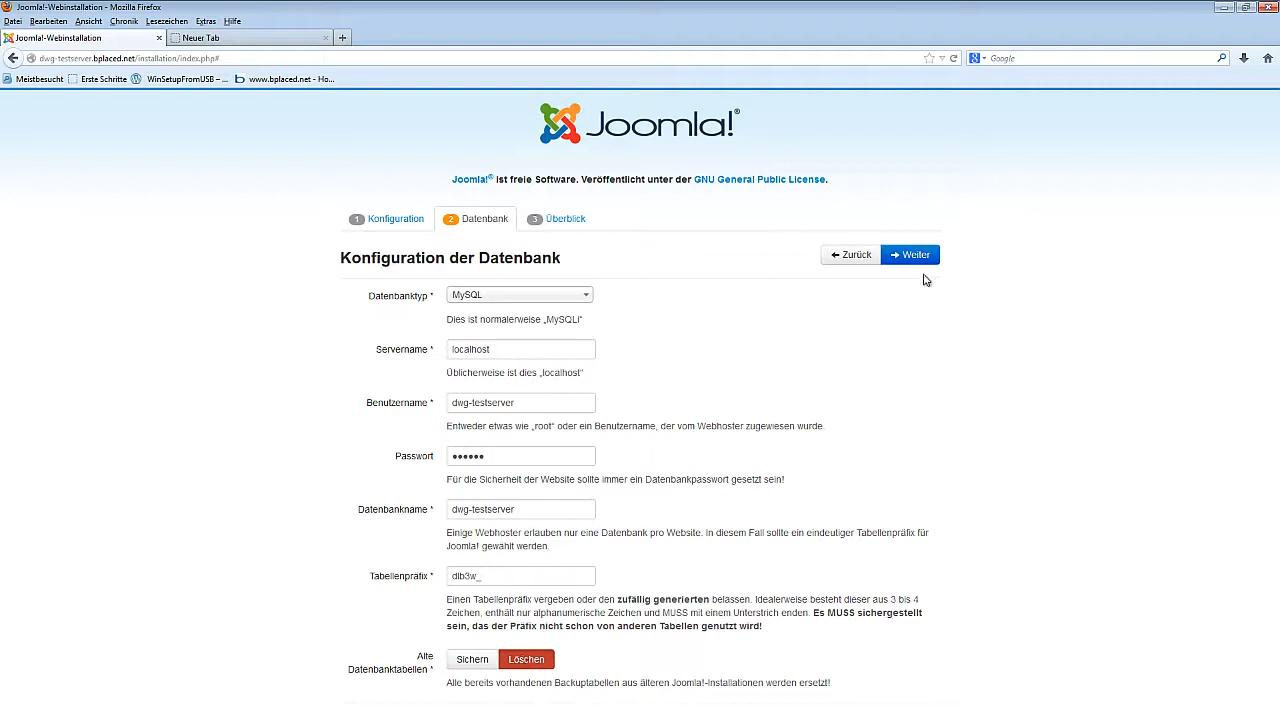 Joomla!-Webinstallation - Mozilla Firefox
Datei Bearbeiten Ansicht Chronik Lesezeichen Extras Hilfe
Joomla!-Webinstallation × Neuer Tab × +
dwg-testserver.bplaced.net/installation/index.php# Google
Meistbesucht Erste Schritte WinSetupFromUSB – ... www.bplaced.net - Ho...
Joomla!®
Joomla!® ist freie Software. Veröffentlicht unter der GNU General Public License.
1 Konfiguration 2 Datenbank 3 Überblick
Konfiguration der Datenbank
Zurück Weiter
Datenbanktyp * MySQL
Dies ist normalerweise „MySQLi“
Servername * localhost
Üblicherweise ist dies „localhost“
Benutzername * dwg-testserver
Entweder etwas wie „root“ oder ein Benutzername, der vom Webhoster zugewiesen wurde.
Passwort ••••••
Für die Sicherheit der Website sollte immer ein Datenbankpasswort gesetzt sein!
Datenbankname * dwg-testserver
Einige Webhoster erlauben nur eine Datenbank pro Website. In diesem Fall sollte ein eindeutiger Tabellenpräfix für
Joomla! gewählt werden.
Tabellenpräfix * dlb3w_
Einen Tabellenpräfix vergeben oder den zufällig generierten belassen. Idealerweise besteht dieser aus 3 bis 4
Zeichen, enthält nur alphanumerische Zeichen und MUSS mit einem Unterstrich enden. Es MUSS sichergestellt
sein, das der Präfix nicht schon von anderen Tabellen genutzt wird!
Alte
Datenbanktabellen * Sichern Löschen
Alle bereits vorhandenen Backuptabellen aus älteren Joomla!-Installationen werden ersetzt!